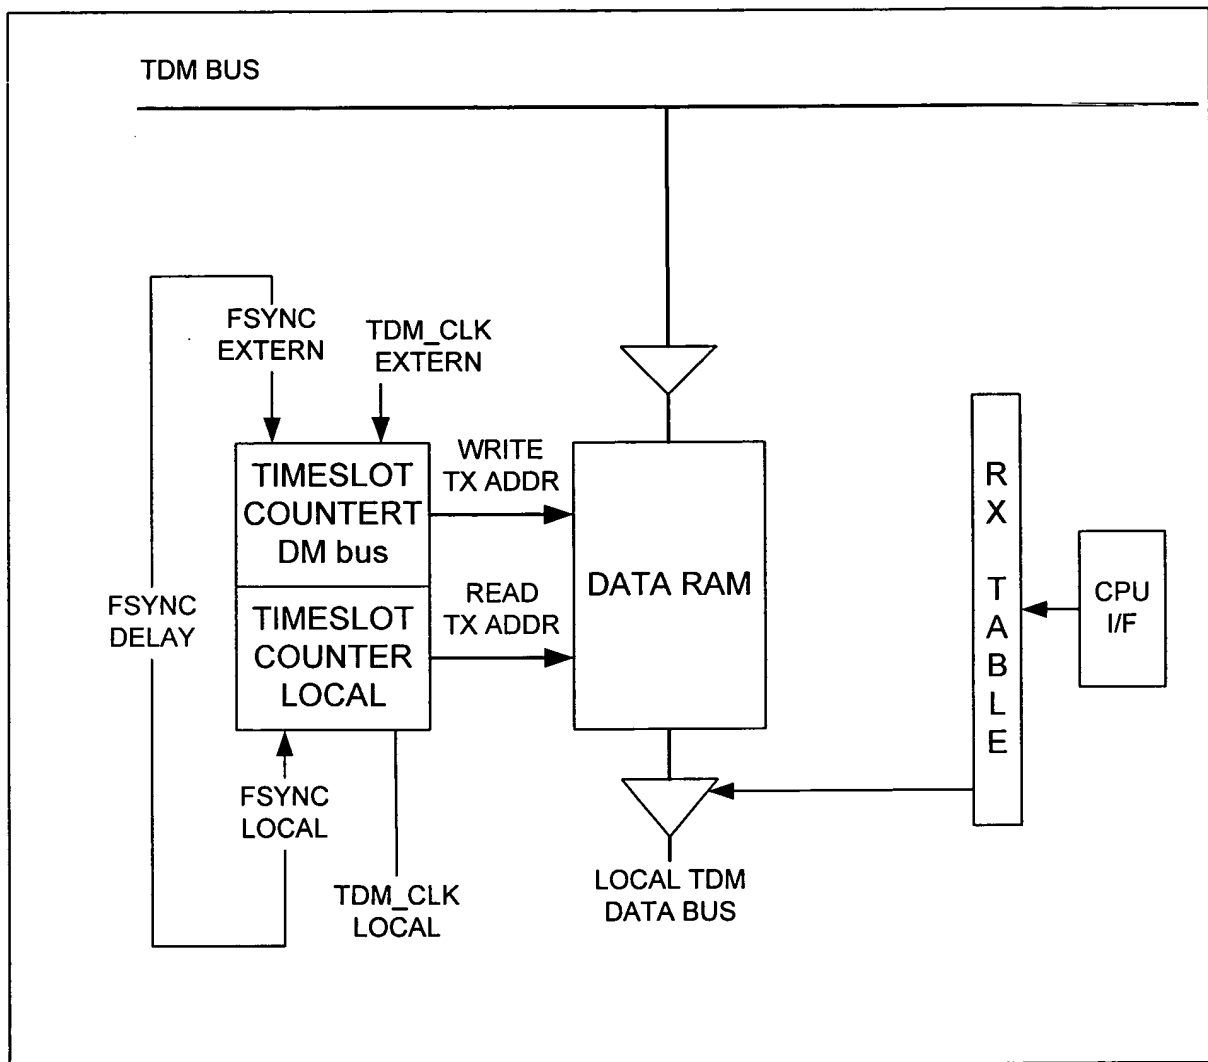 TDM BUS
FSYNC
EXTERN
TDM_CLK
EXTERN
TIMESLOT
COUNTERT
DM bus
WRITE
TX ADDR
DATA RAM
FSYNC
DELAY
TIMESLOT
COUNTER
LOCAL
READ
TX ADDR
FSYNC
LOCAL
TDM_CLK
LOCAL
LOCAL TDM
DATA BUS
R
X
T
A
B
L
E
CPU
I/F